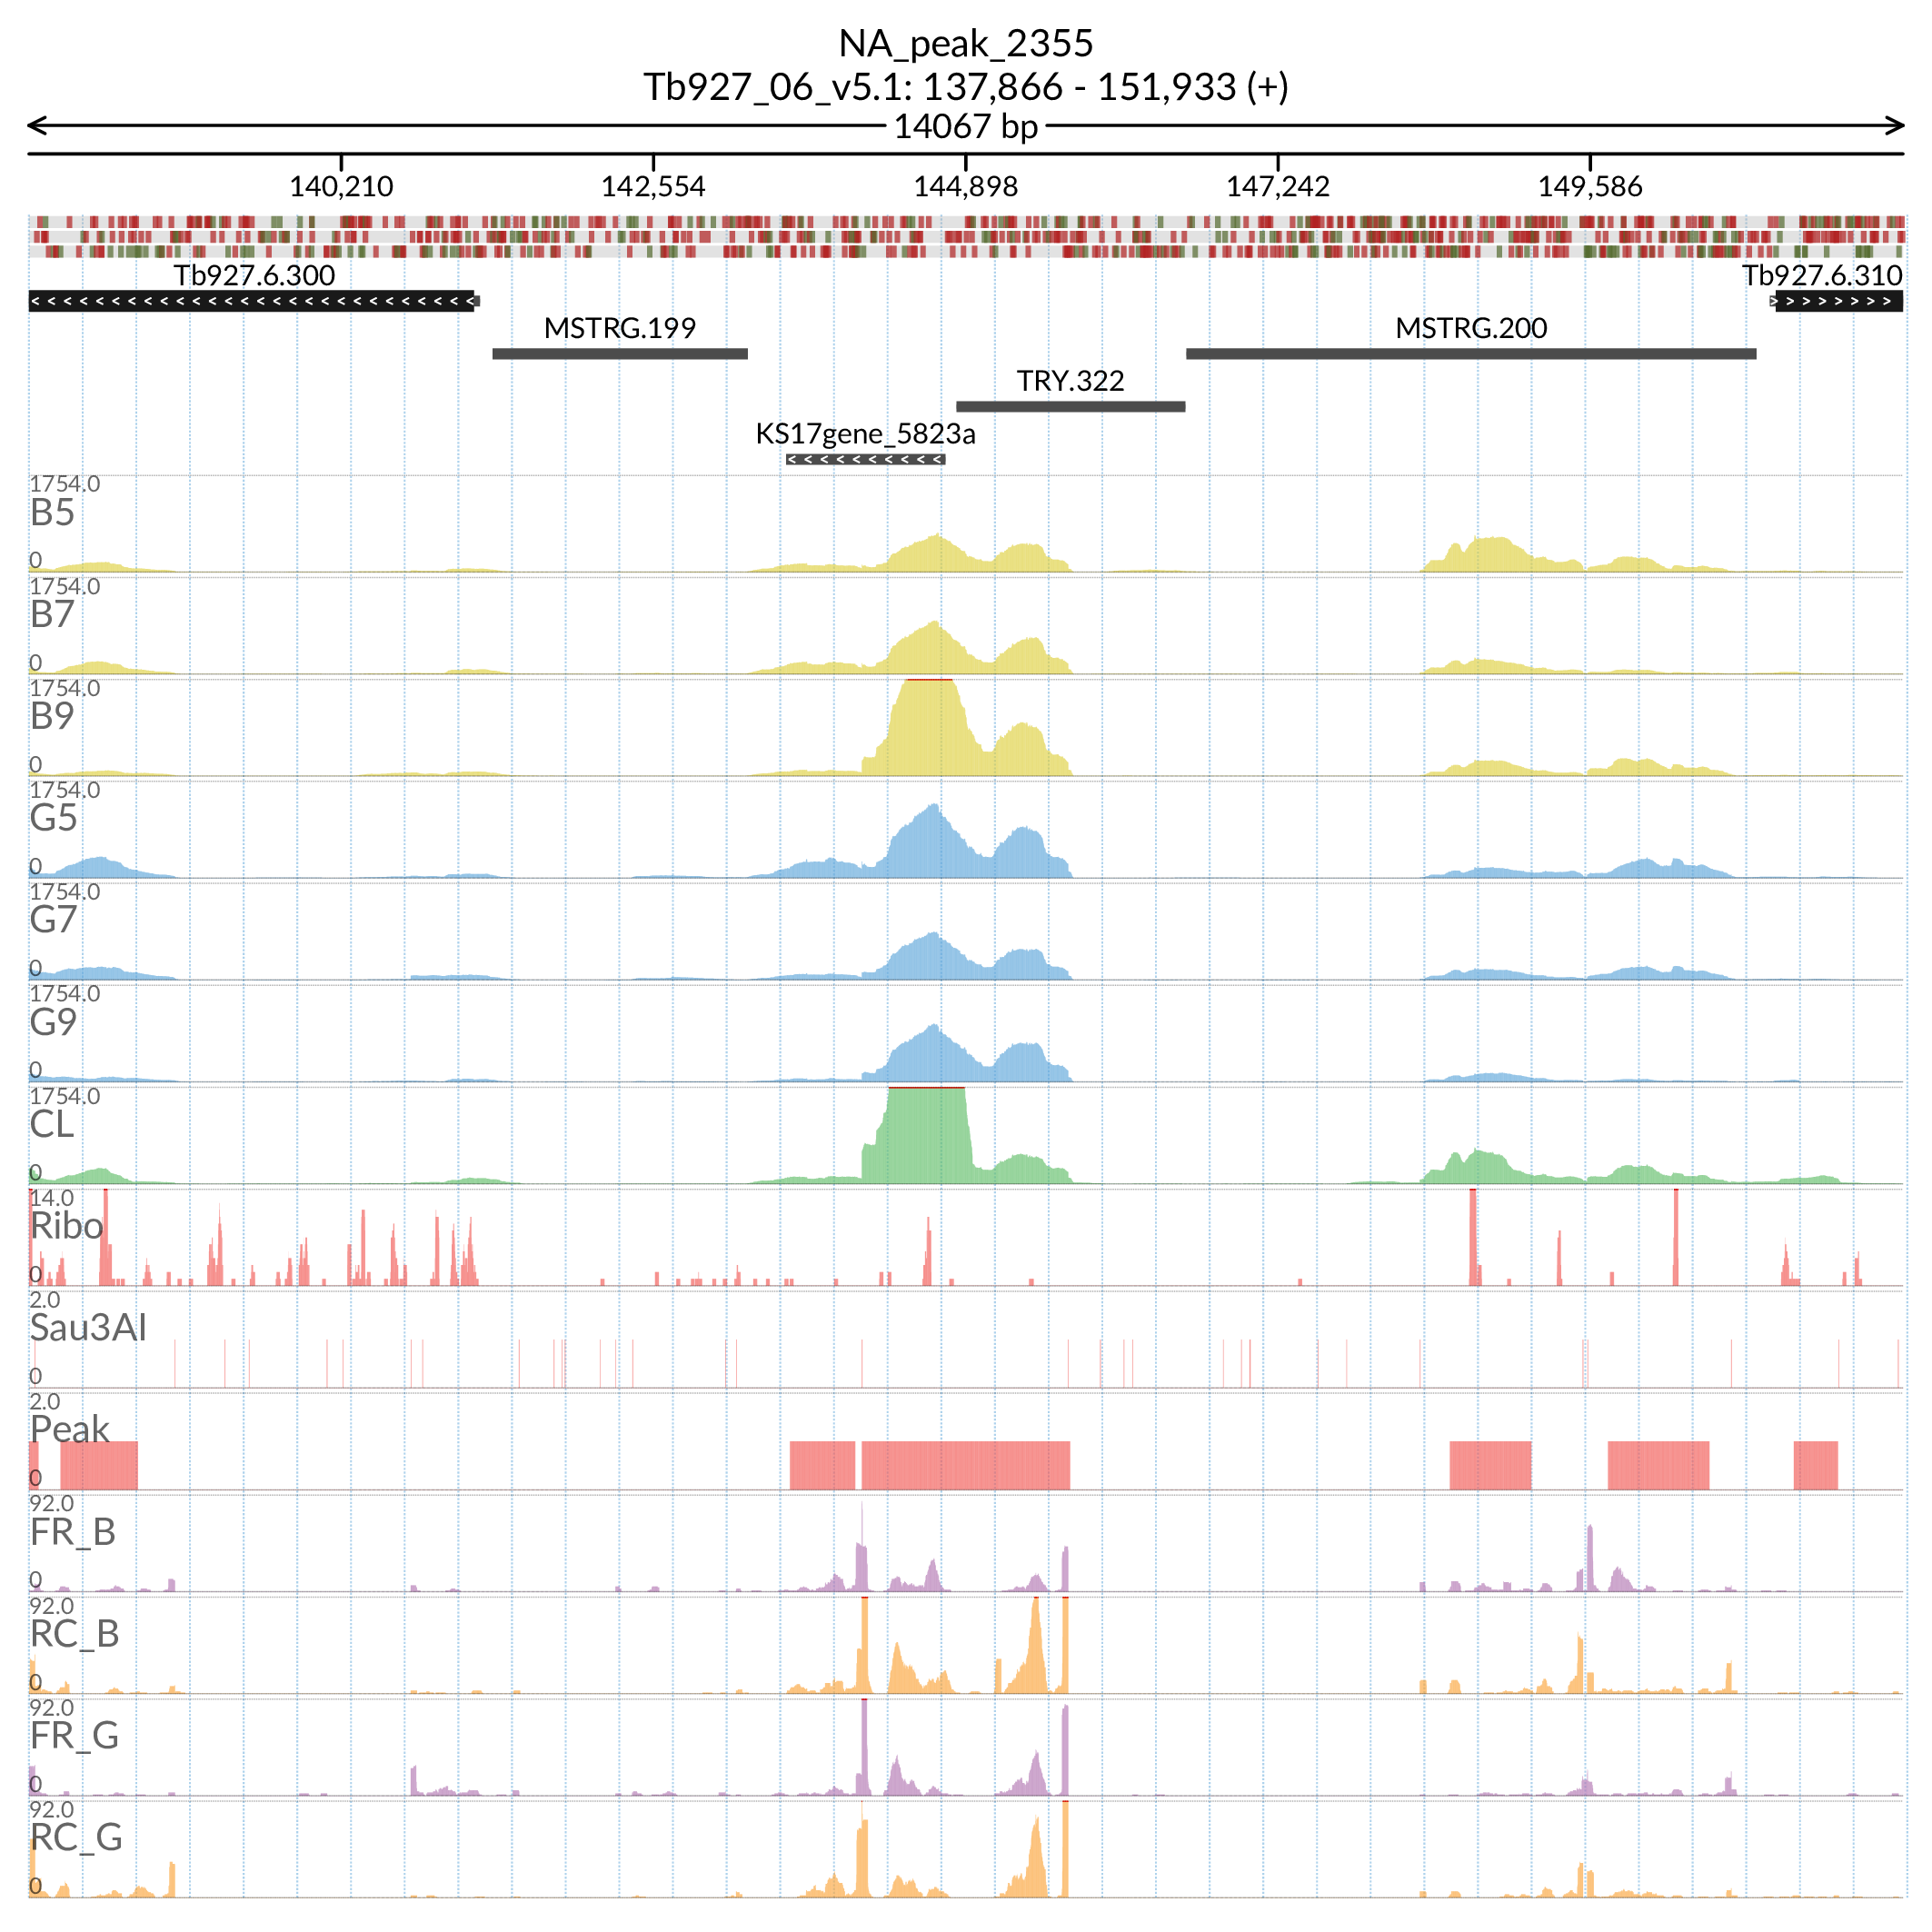 NA_peak_2355
Tb927_06_v5.1: 137,866 - 151,933 (+)
14067 bp
140,210 142,554 144,898 147,242 149,586
Tb927.6.300 Tb927.6.310
MSTRG.199 MSTRG.200
TRY.322
KS17gene_5823a
1754.0
B5
0
1754.0
B7
0
1754.0
B9
0
1754.0
G5
0
1754.0
G7
0
1754.0
G9
0
1754.0
CL
0
14.0
Ribo
0
2.0
Sau3AI
0
2.0
Peak
0
92.0
FR_B
0
92.0
RC_B
0
92.0
FR_G
0
92.0
RC_G
0